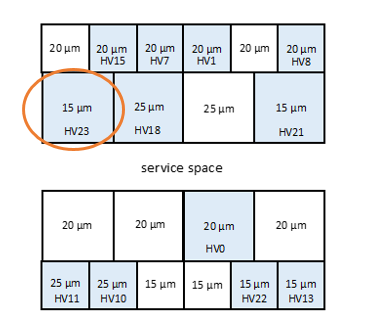 20 µm 20 µm 20 µm 20 µm 20 µm 20 µm
HV15 HV7 HV1 HV8
15 µm 25 µm 25 µm 15 µm
HV23 HV18 HV21
service space
20 µm 20 µm 20 µm 20 µm
HV0
25 µm 25 µm 15 µm 15 µm 15 µm 15 µm
HV11 HV10 HV22 HV13